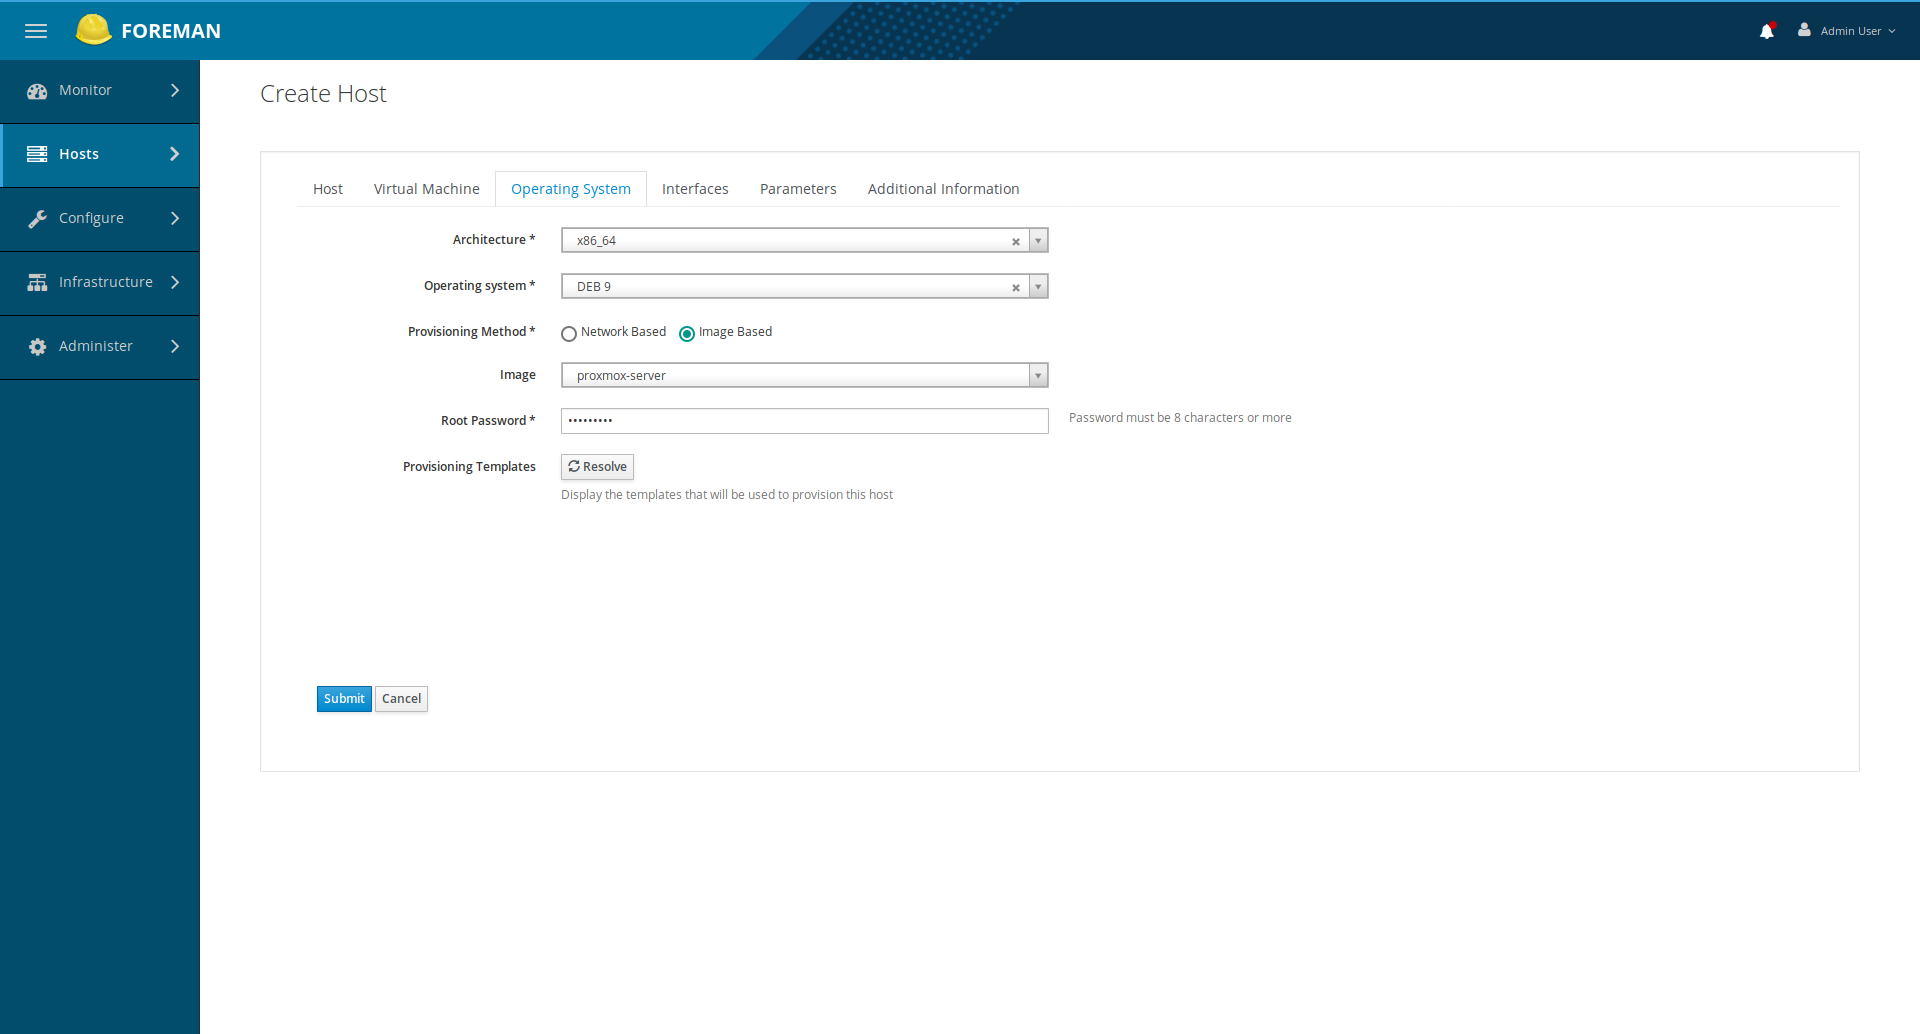 FOREMAN
Admin User
Monitor
Hosts
Configure
Infrastructure
Administer
Create Host
Host Virtual Machine Operating System Interfaces Parameters Additional Information
Architecture * x86_64
Operating system * DEB 9
Provisioning Method * Network Based Image Based
Image proxmox-server
Root Password * ••••••••• Password must be 8 characters or more
Provisioning Templates Resolve
Display the templates that will be used to provision this host
Submit Cancel